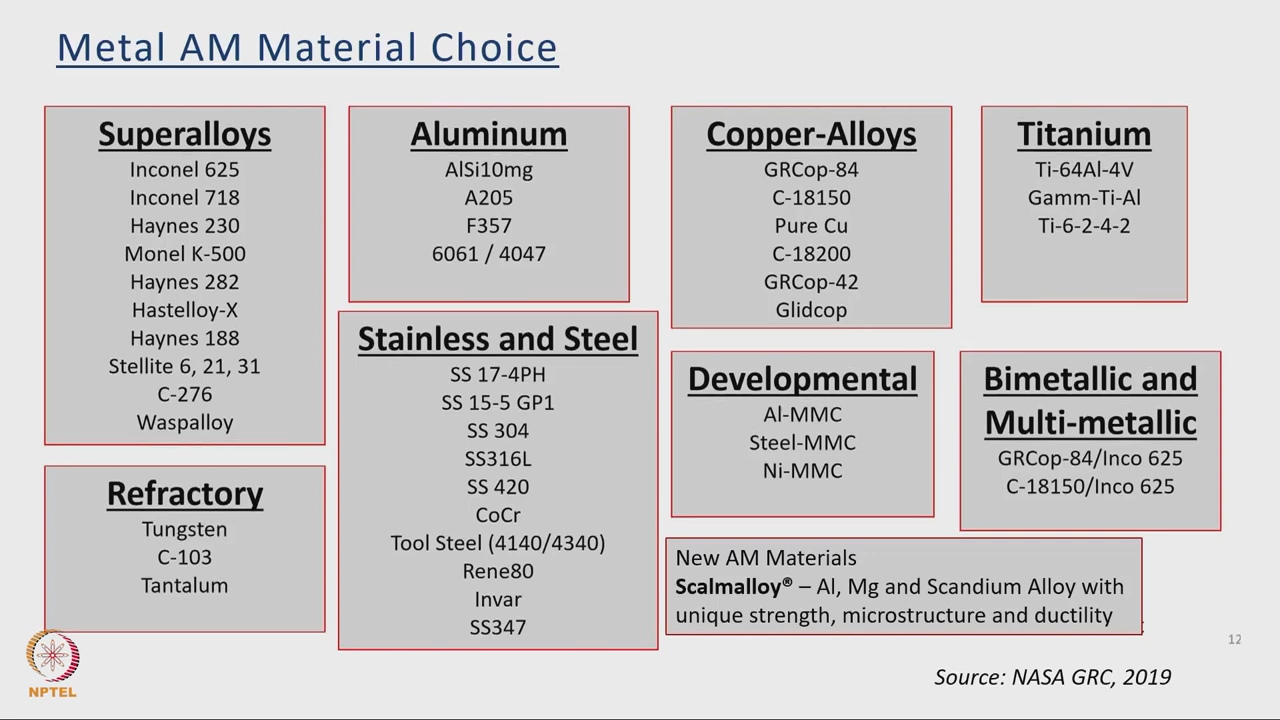 Metal AM Material Choice
Superalloys
Inconel 625
Inconel 718
Haynes 230
Monel K-500
Haynes 282
Hastelloy-X
Haynes 188
Stellite 6, 21, 31
C-276
Waspalloy
Aluminum
AlSi10mg
A205
F357
6061 / 4047
Copper-Alloys
GRCop-84
C-18150
Pure Cu
C-18200
GRCop-42
Glidcop
Titanium
Ti-64Al-4V
Gamm-Ti-Al
Ti-6-2-4-2
Refractory
Tungsten
C-103
Tantalum
Stainless and Steel
SS 17-4PH
SS 15-5 GP1
SS 304
SS316L
SS 420
CoCr
Tool Steel (4140/4340)
Rene80
Invar
SS347
Developmental
Al-MMC
Steel-MMC
Ni-MMC
Bimetallic and
Multi-metallic
GRCop-84/Inco 625
C-18150/Inco 625
New AM Materials
Scalmalloy® – Al, Mg and Scandium Alloy with
unique strength, microstructure and ductility
12
Source: NASA GRC, 2019
NPTEL